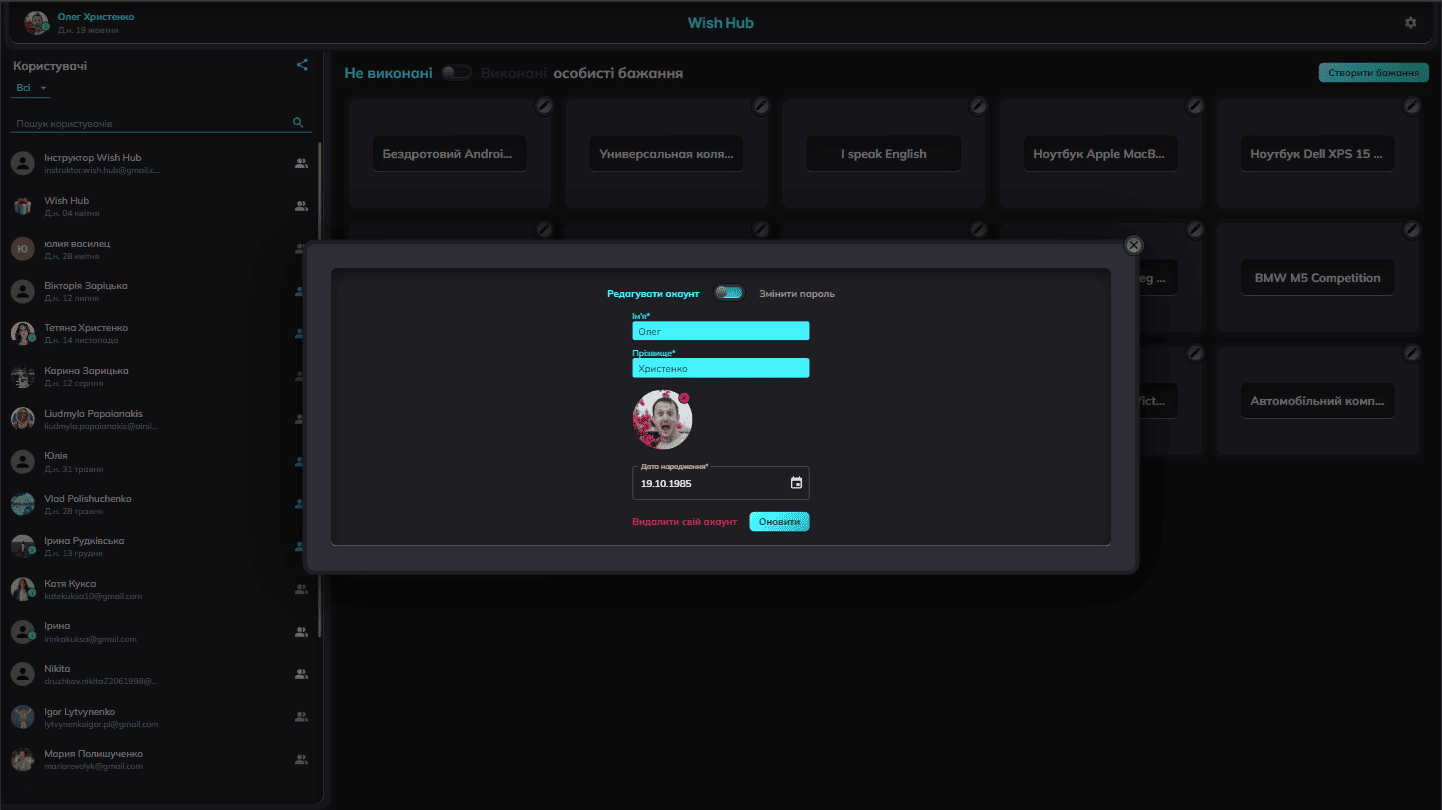 Олег Христенко
Д.н. 19 жовтня
Wish Hub
Користувачі
Всі
Пошук користувачів
Інструктор Wish Hub
instruktor.wish.hub@gmail.c...
Wish Hub
Д.н. 04 квітня
Ю
юлия василец
Д.н. 28 квітня
Вікторія Заріцька
Д.н. 12 липня
Тетяна Христенко
Д.н. 14 листопада
Карина Зарицька
Д.н. 12 серпня
Liudmyla Papaianakis
liudmyla.papaianakis@airsl...
Юлія
Д.н. 31 травня
Vlad Polishuchenko
Д.н. 28 травня
Ірина Рудківська
Д.н. 13 грудня
Катя Кукса
katekuksa10@gmail.com
Ірина
irinkakuksa@gmail.com
Nikita
druzhkov.nikita22061998@...
Igor Lytvynenko
lytvynenkoigor.pl@gmail.com
Мария Полишученко
mariarevolyk@gmail.com
Не виконані Виконані особисті бажання
Створити бажання
Бездротовий Androi...
Универсальная коля...
I speak English
Ноутбук Apple MacB...
Ноутбук Dell XPS 15 ...
eg ...
BMW M5 Competition
Vict...
Автомобільний комп...
Редагувати акаунт
Змінити пароль
Ім'я*
Олег
Прізвище*
Христенко
Дата народження*
19.10.1985
Видалити свій акаунт
Оновити